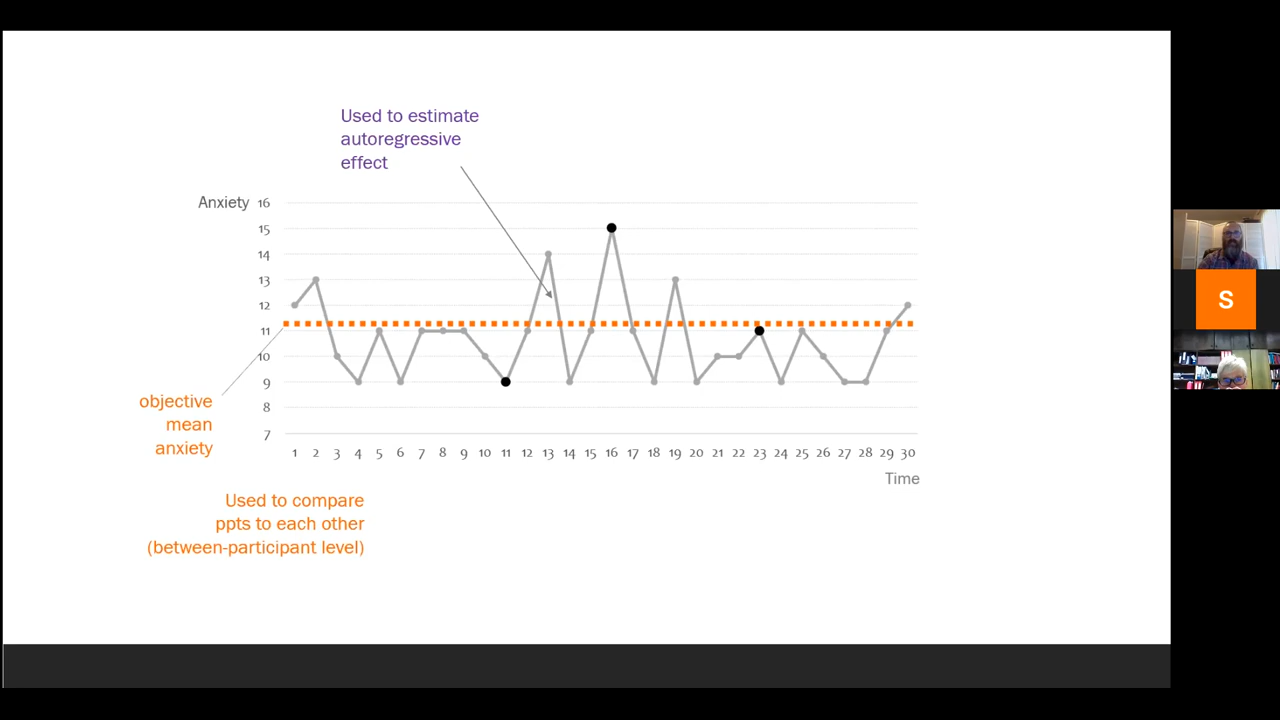 Used to estimate
autoregressive
effect
Anxiety 16
15
14
13
12
11
10
9
8
7
1 2 3 4 5 6 7 8 9 10 11 12 13 14 15 16 17 18 19 20 21 22 23 24 25 26 27 28 29 30
Time
objective
mean
anxiety
Used to compare
ppts to each other
(between-participant level)
S